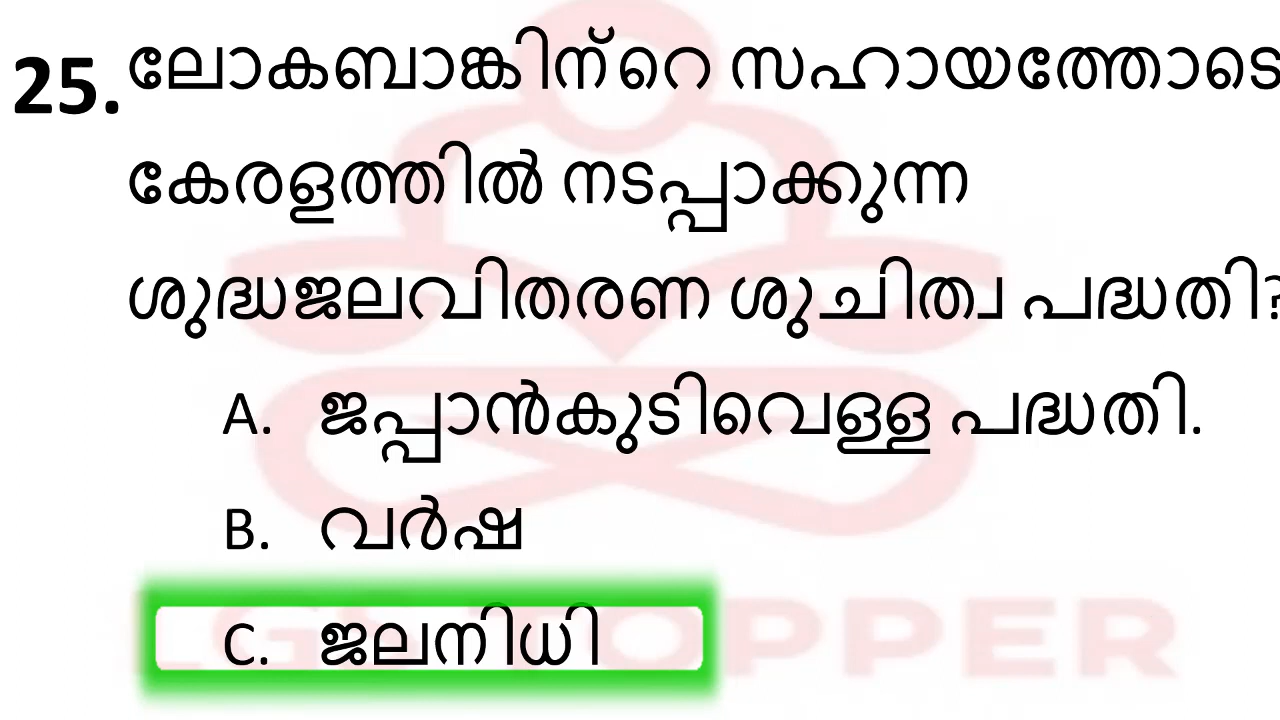 25. ലോകബാങ്കിന്റെ സഹായത്തോടെ
കേരളത്തിൽ നടപ്പാക്കുന്ന
ശുദ്ധജലവിതരണ ശുചിത്വ പദ്ധതി?
A. ജപ്പാൻകുടിവെള്ള പദ്ധതി.
B. വർഷ
C. ജലനിധി